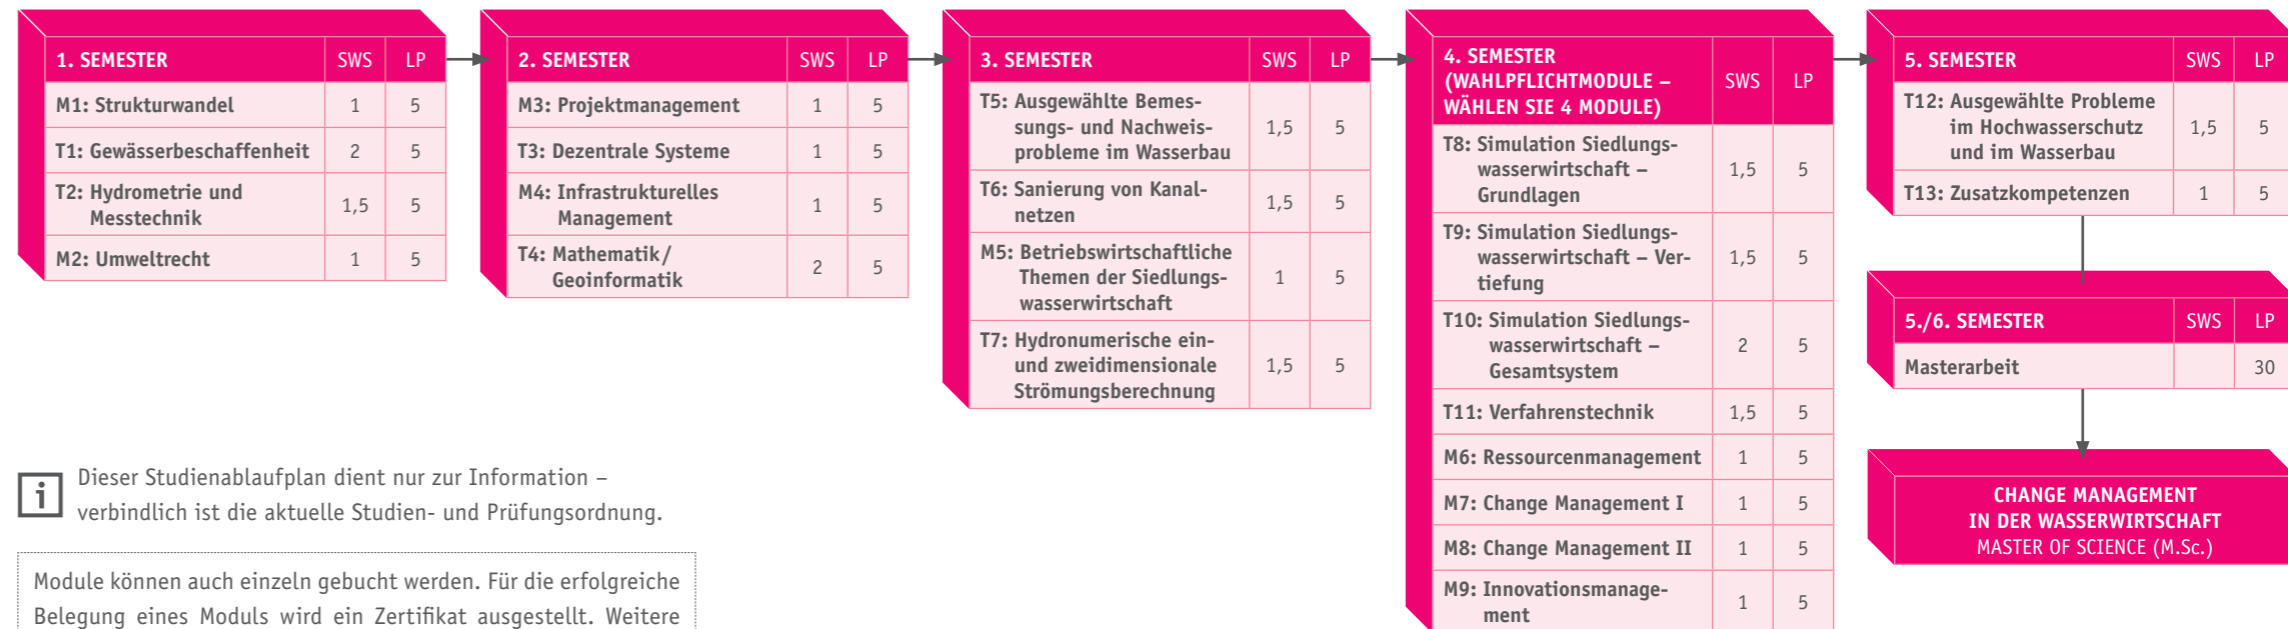 1. SEMESTER SWS LP
M1: Strukturwandel 1 5
T1: Gewässerbeschaffenheit 2 5
T2: Hydrometrie und
Messtechnik 1,5 5
M2: Umweltrecht 1 5
2. SEMESTER SWS LP
M3: Projektmanagement 1 5
T3: Dezentrale Systeme 1 5
M4: Infrastrukturelles
Management 1 5
T4: Mathematik/
Geoinformatik 2 5
3. SEMESTER SWS LP
T5: Ausgewählte Bemes-
sungs- und Nachweis- 1,5 5
probleme im Wasserbau
T6: Sanierung von Kanal-
netzen 1,5 5
M5: Betriebswirtschaftliche
Themen der Siedlungs- 1 5
wasserwirtschaft
T7: Hydronumerische ein-
und zweidimensionale 1,5 5
Strömungsberechnung
4. SEMESTER
(WAHLPFLICHTMODULE – SWS LP
WÄHLEN SIE 4 MODULE)
T8: Simulation Siedlungs-
wasserwirtschaft – 1,5 5
Grundlagen
T9: Simulation Siedlungs-
wasserwirtschaft – Ver- 1,5 5
tiefung
T10: Simulation Siedlungs-
wasserwirtschaft – 2 5
Gesamtsystem
T11: Verfahrenstechnik 1,5 5
M6: Ressourcenmanagement 1 5
M7: Change Management I 1 5
M8: Change Management II 1 5
M9: Innovationsmanage-
ment 1 5
5. SEMESTER SWS LP
T12: Ausgewählte Probleme
im Hochwasserschutz 1,5 5
und im Wasserbau
T13: Zusatzkompetenzen 1 5
5./6. SEMESTER SWS LP
Masterarbeit 30
CHANGE MANAGEMENT
IN DER WASSERWIRTSCHAFT
MASTER OF SCIENCE (M.Sc.)
i
Dieser Studienablaufplan dient nur zur Information –
verbindlich ist die aktuelle Studien- und Prüfungsordnung.
Module können auch einzeln gebucht werden. Für die erfolgreiche
Belegung eines Moduls wird ein Zertifikat ausgestellt. Weitere